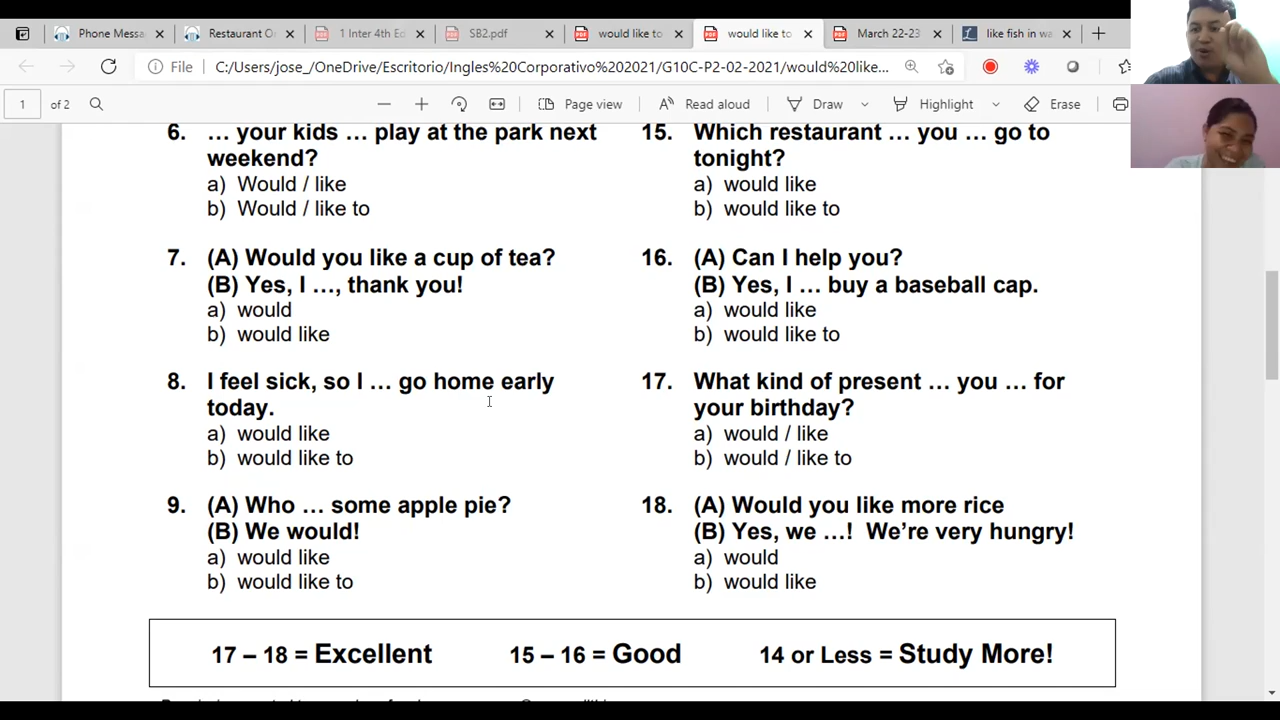 Phone Messa
Restaurant O
1 Inter 4th Ed
SB2.pdf
would like to
would like to
March 22-23
like fish in wa
File
C:/Users/jose_/OneDrive/Escritorio/Ingles%20Corporativo%202021/G10C-P2-02-2021/would%20like...
1 of 2
Page view
Read aloud
Draw
Highlight
Erase
6. … your kids … play at the park next
weekend?
a) Would / like
b) Would / like to
7. (A) Would you like a cup of tea?
(B) Yes, I …, thank you!
a) would
b) would like
8. I feel sick, so I … go home early
today.
a) would like
b) would like to
9. (A) Who … some apple pie?
(B) We would!
a) would like
b) would like to
15. Which restaurant … you … go to
tonight?
a) would like
b) would like to
16. (A) Can I help you?
(B) Yes, I … buy a baseball cap.
a) would like
b) would like to
17. What kind of present … you … for
your birthday?
a) would / like
b) would / like to
18. (A) Would you like more rice
(B) Yes, we …! We’re very hungry!
a) would
b) would like
17 – 18 = Excellent 15 – 16 = Good 14 or Less = Study More!